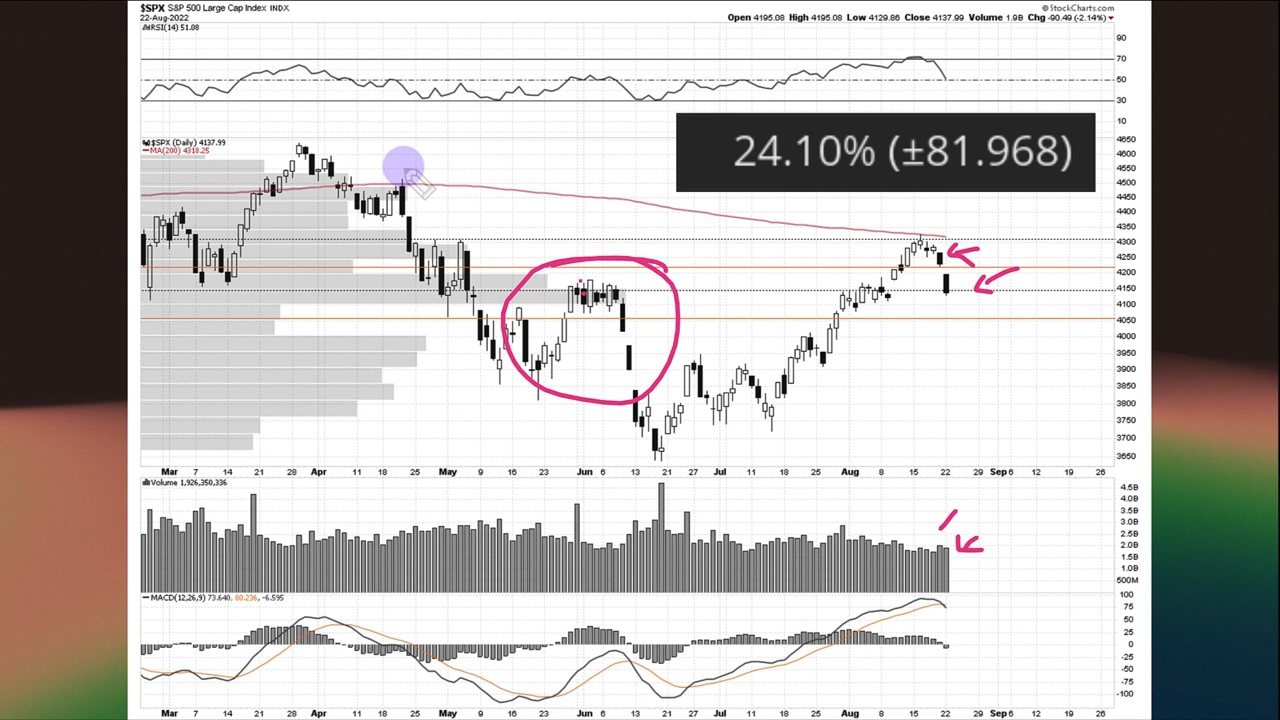 $SPX S&P 500 Large Cap Index INDX
© StockCharts.com
22-Aug-2022
Open 4195.08 High 4195.08 Low 4129.86 Close 4137.99 Volume 1.9B Chg -90.49 (-2.14%)
RSI(14) 51.08
90
70
50
30
10
24.10% (±81.968)
$SPX (Daily) 4137.99
MA(200) 4318.25
4650
4600
4550
4500
4450
4400
4350
4300
4250
4200
4150
4100
4050
4000
3950
3900
3850
3800
3750
3700
3650
Mar 7 14 21 28 Apr 11 18 25 May 9 16 23 Jun 6 13 21 27 Jul 11 18 25 Aug 8 15 22 29 Sep 6 12 19 26
Volume 1,926,350,336
4.5B
4.0B
3.5B
3.0B
2.5B
2.0B
1.5B
1.0B
500M
MACD(12,26,9) 73.640, 80.236, -6.595
100
75
50
25
0
-25
-50
-75
-100
Mar 7 14 21 28 Apr 11 18 25 May 9 16 23 Jun 6 13 21 27 Jul 11 18 25 Aug 8 15 22 29 Sep 6 12 19 26